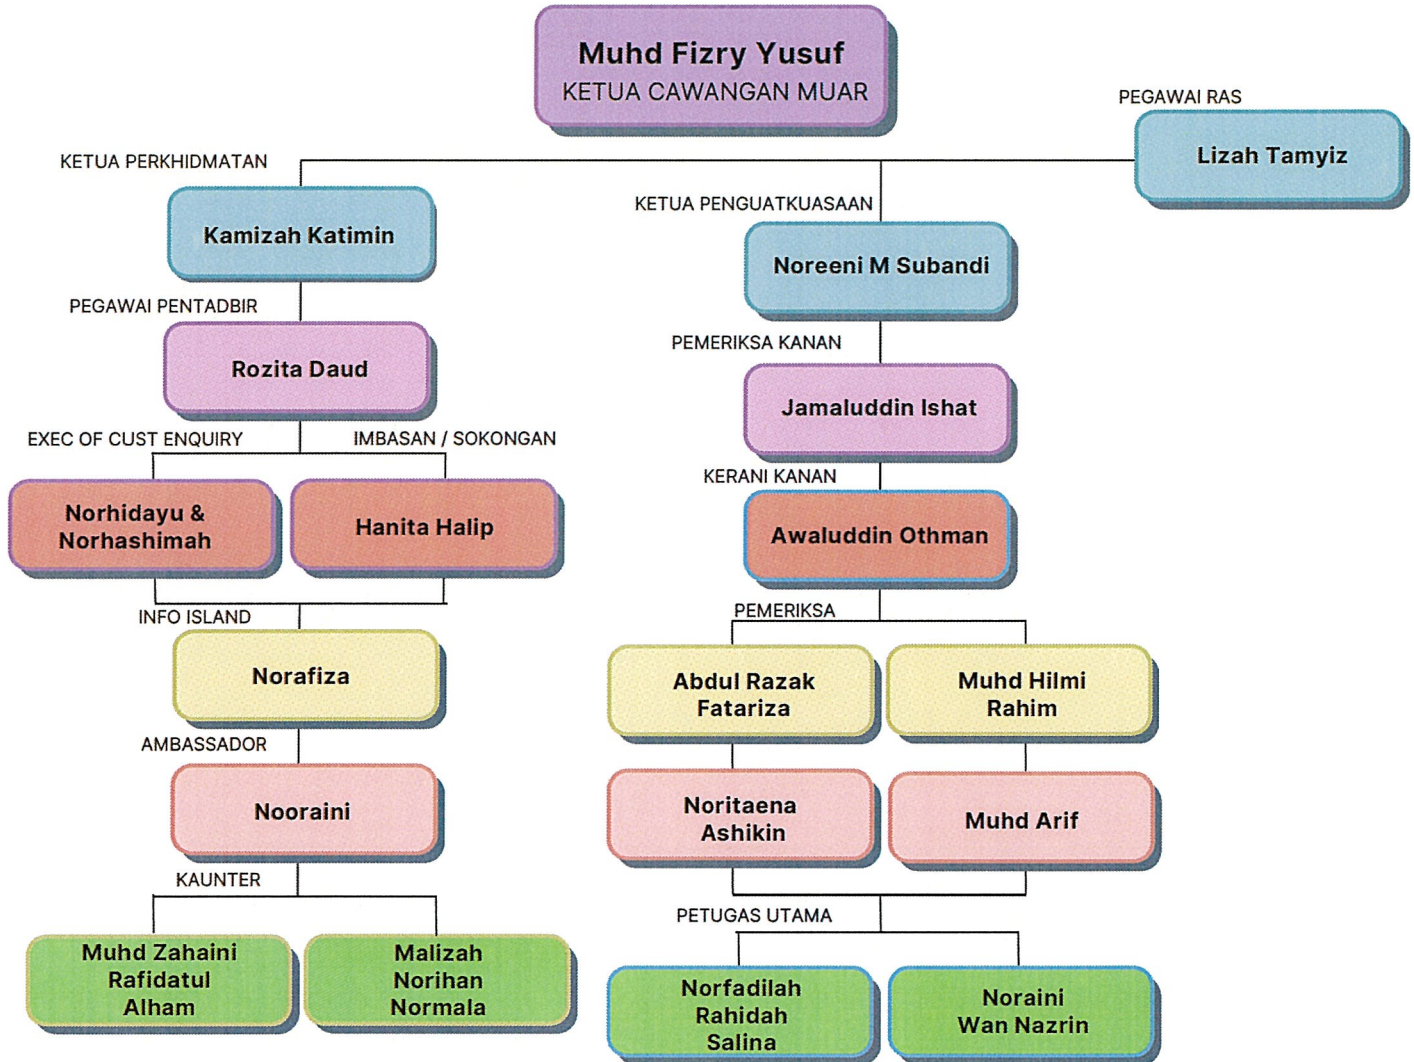 Muhd Fizry Yusuf
KETUA CAWANGAN MUAR
PEGAWAI RAS
Lizah Tamyiz
KETUA PERKHIDMATAN
Kamizah Katimin
PEGAWAI PENTADBIR
Rozita Daud
EXEC OF CUST ENQUIRY
Norhidayu &
Norhashimah
IMBASAN / SOKONGAN
Hanita Halip
INFO ISLAND
Norafiza
AMBASSADOR
Nooraini
KAUNTER
Muhd Zahaini
Rafidatul
Alham
Malizah
Norihan
Normala
KETUA PENGUATKUASAAN
Noreeni M Subandi
PEMERIKSA KANAN
Jamaluddin Ishat
KERANI KANAN
Awaluddin Othman
PEMERIKSA
Abdul Razak
Fatariza
Muhd Hilmi
Rahim
Noritaena
Ashikin
Muhd Arif
PETUGAS UTAMA
Norfadilah
Rahidah
Salina
Noraini
Wan Nazrin